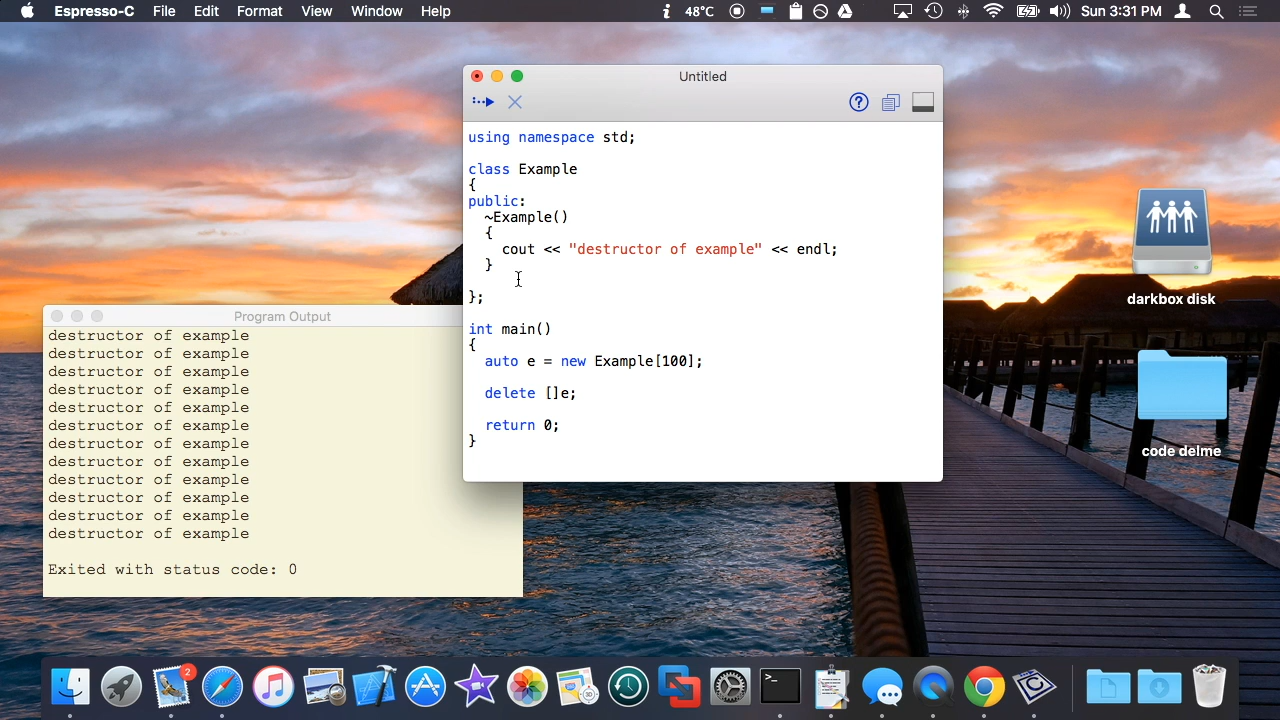 Espresso-C File Edit Format View Window Help 48°C Sun 3:31 PM
Untitled
using namespace std;
class Example
{
public:
~Example()
{
cout << "destructor of example" << endl;
}
};
int main()
{
auto e = new Example[100];
delete []e;
return 0;
}
Program Output
destructor of example
destructor of example
destructor of example
destructor of example
destructor of example
destructor of example
destructor of example
destructor of example
destructor of example
destructor of example
destructor of example
destructor of example
Exited with status code: 0
darkbox disk
code delme
2